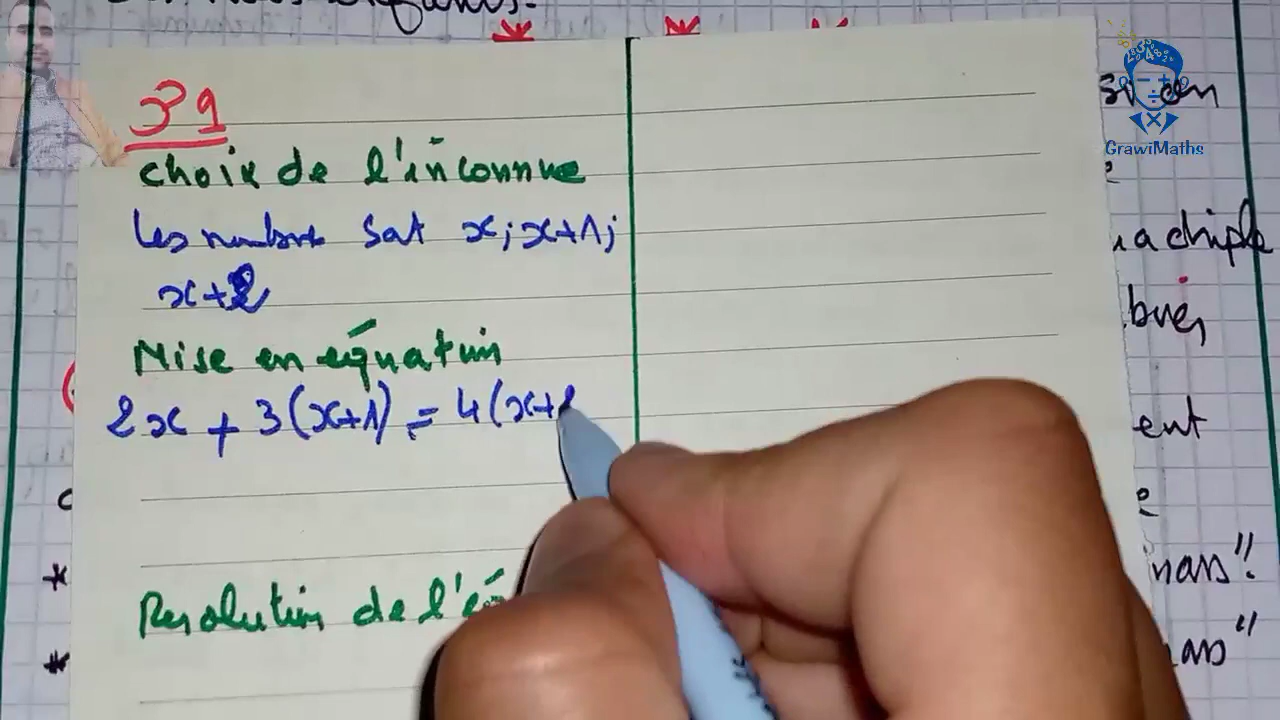 39
choix de l'inconnue
Les nombres sont x; x+1;
x+2
Mise en équation
2x + 3(x+1) = 4(x+2
Resolution de l'é
GrawiMaths
ent